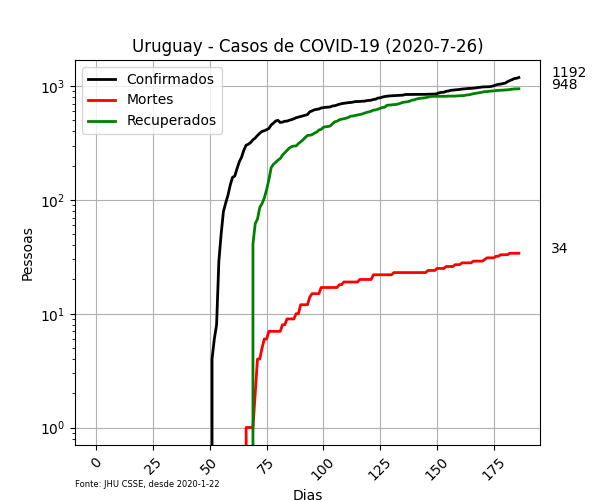 Uruguay - Casos de COVID-19 (2020-7-26)
Confirmados
Mortes
Recuperados
1192
948
34
10³
10²
10¹
10⁰
Pessoas
0 25 50 75 100 125 150 175
Dias
Fonte: JHU CSSE, desde 2020-1-22